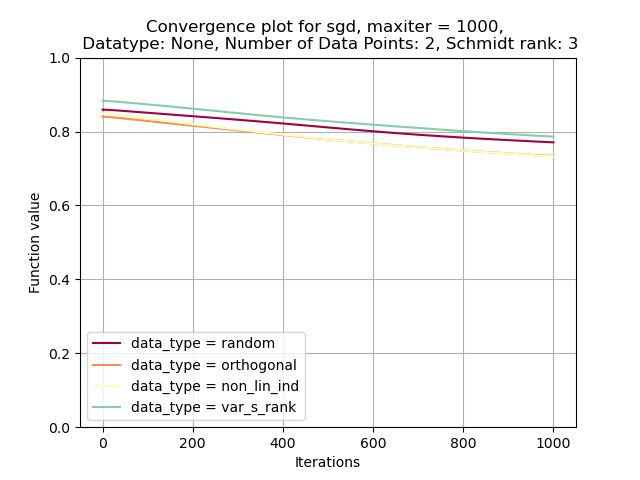 Convergence plot for sgd, maxiter = 1000,
Datatype: None, Number of Data Points: 2, Schmidt rank: 3
1.0
0.8
0.6
0.4
0.2
0.0
Function value
data_type = random
data_type = orthogonal
data_type = non_lin_ind
data_type = var_s_rank
0 200 400 600 800 1000
Iterations